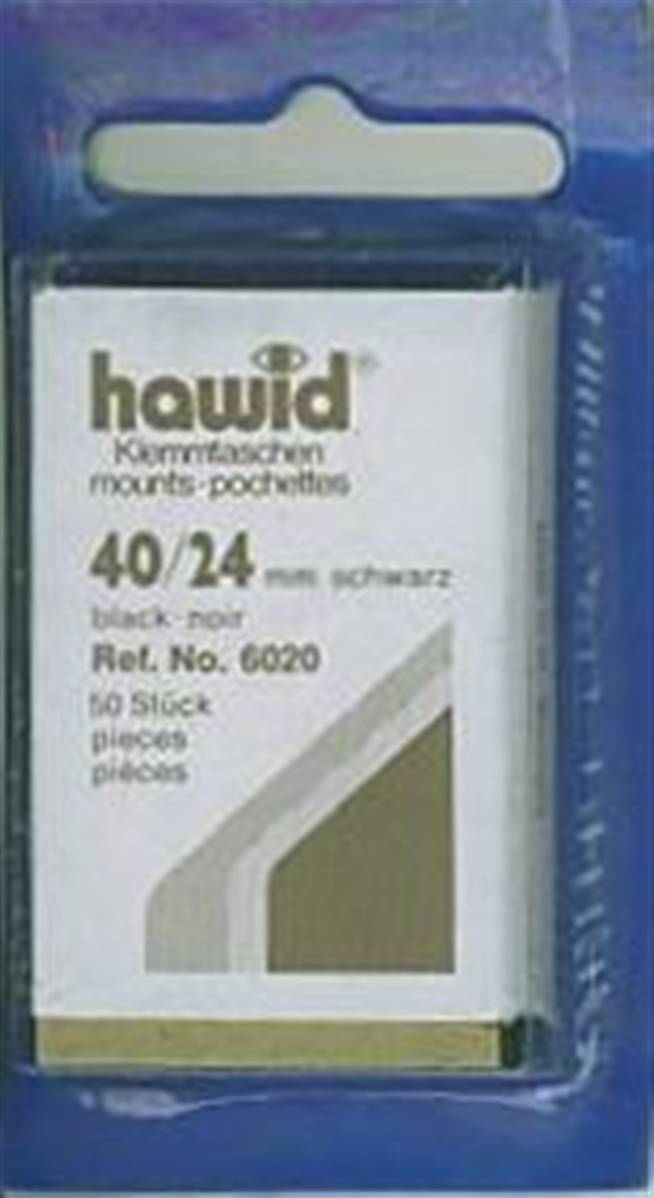 hawid®
Klemmtaschen
mounts-pochettes
40/24 mm schwarz
black-noir
Ref. No. 6020
50 Stück
pieces
pièces